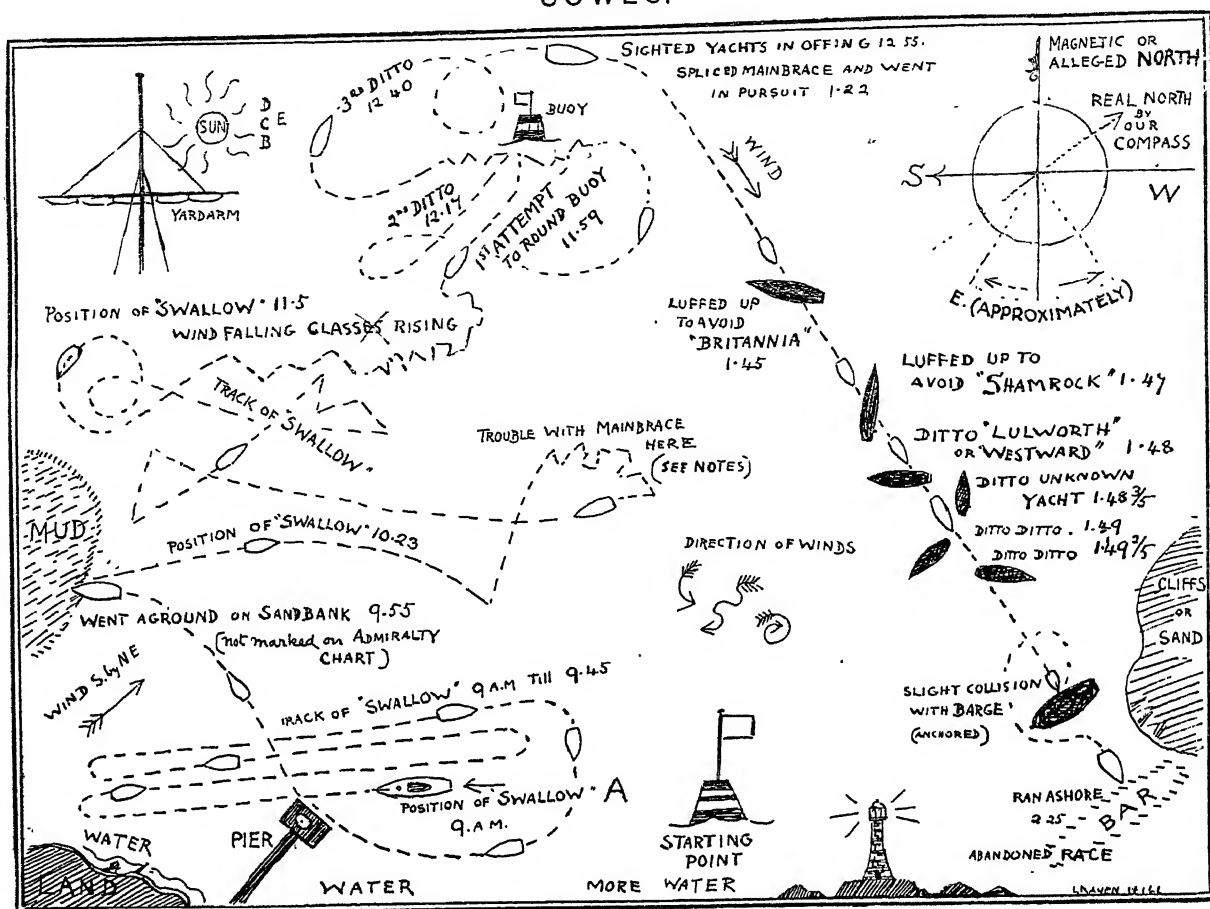 SIGHTED YACHTS IN OFFING 12 55.
SPLICED MAINBRACE AND WENT
IN PURSUIT 1·22
MAGNETIC OR
ALLEGED NORTH
REAL NORTH
BY
OUR
COMPASS
S
W
E. (APPROXIMATELY)
SUN
D
C E
B
YARDARM
3RD DITTO
12 40
BUOY
2ND DITTO
12·17
1ST ATTEMPT
TO ROUND BUOY
11·59
WIND
POSITION OF "SWALLOW" 11·5
WIND FALLING GLASSES RISING
TRACK OF "SWALLOW"
LUFFED UP
TO AVOID
"BRITANNIA"
1·45
LUFFED UP TO
AVOID "SHAMROCK" 1·47
DITTO "LULWORTH"
OR "WESTWARD" 1·48
DITTO UNKNOWN
YACHT 1·48 3/5
DITTO DITTO. 1·49
DITTO DITTO 1·49 2/5
TROUBLE WITH MAINBRACE
HERE
(SEE NOTES)
MUD
POSITION OF "SWALLOW" 10·23
DIRECTION OF WINDS
WENT AGROUND ON SANDBANK 9.55
(not marked on ADMIRALTY
CHART)
CLIFFS
OR
SAND
WIND S. by NE
TRACK OF "SWALLOW" 9 A.M TILL 9·45
SLIGHT COLLISION
WITH BARGE
(ANCHORED)
POSITION OF "SWALLOW" A
9. A.M.
WATER
PIER
LAND
WATER
STARTING
POINT
MORE WATER
RAN ASHORE
2 25
BAR
ABANDONED RACE
L RAVEN HILL